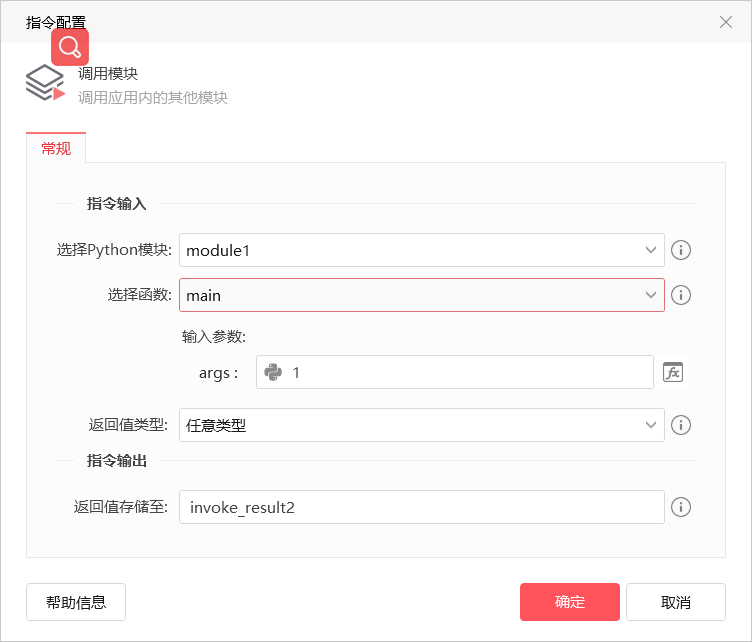 指令配置
调用模块
调用应用内的其他模块
常规
指令输入
选择Python模块: module1
选择函数: main
输入参数:
args : 1
返回值类型: 任意类型
指令输出
返回值存储至: invoke_result2
帮助信息 确定 取消